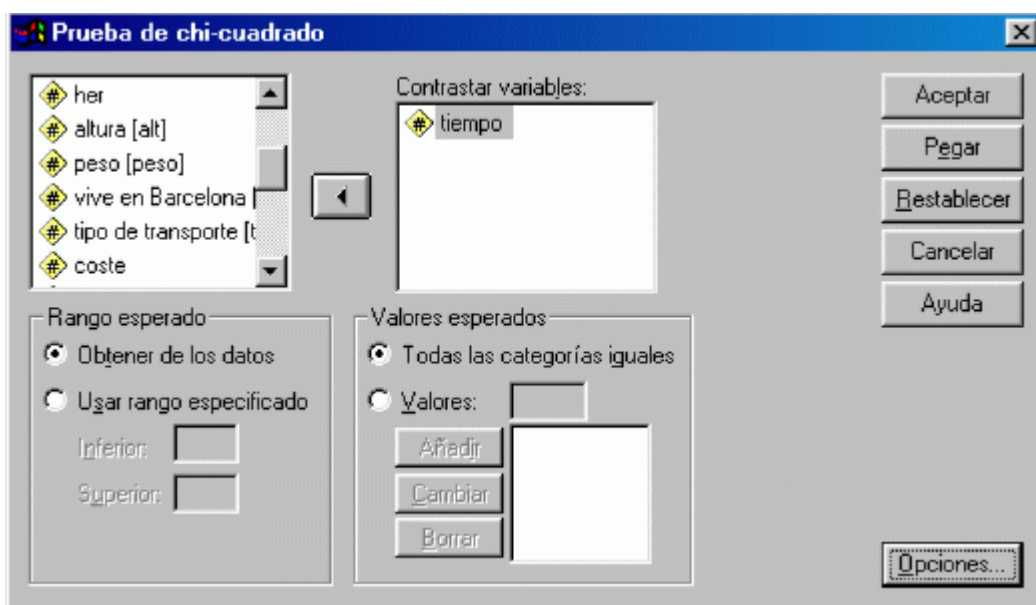 Prueba de chi-cuadrado
her
altura [alt]
peso [peso]
vive en Barcelona [
tipo de transporte [t
coste
Contrastar variables:
tiempo
Aceptar
Pegar
Restablecer
Cancelar
Ayuda
Rango esperado
Obtener de los datos
Usar rango especificado
Inferior:
Superior:
Valores esperados
Todas las categorías iguales
Valores:
Añadir
Cambiar
Borrar
Opciones...